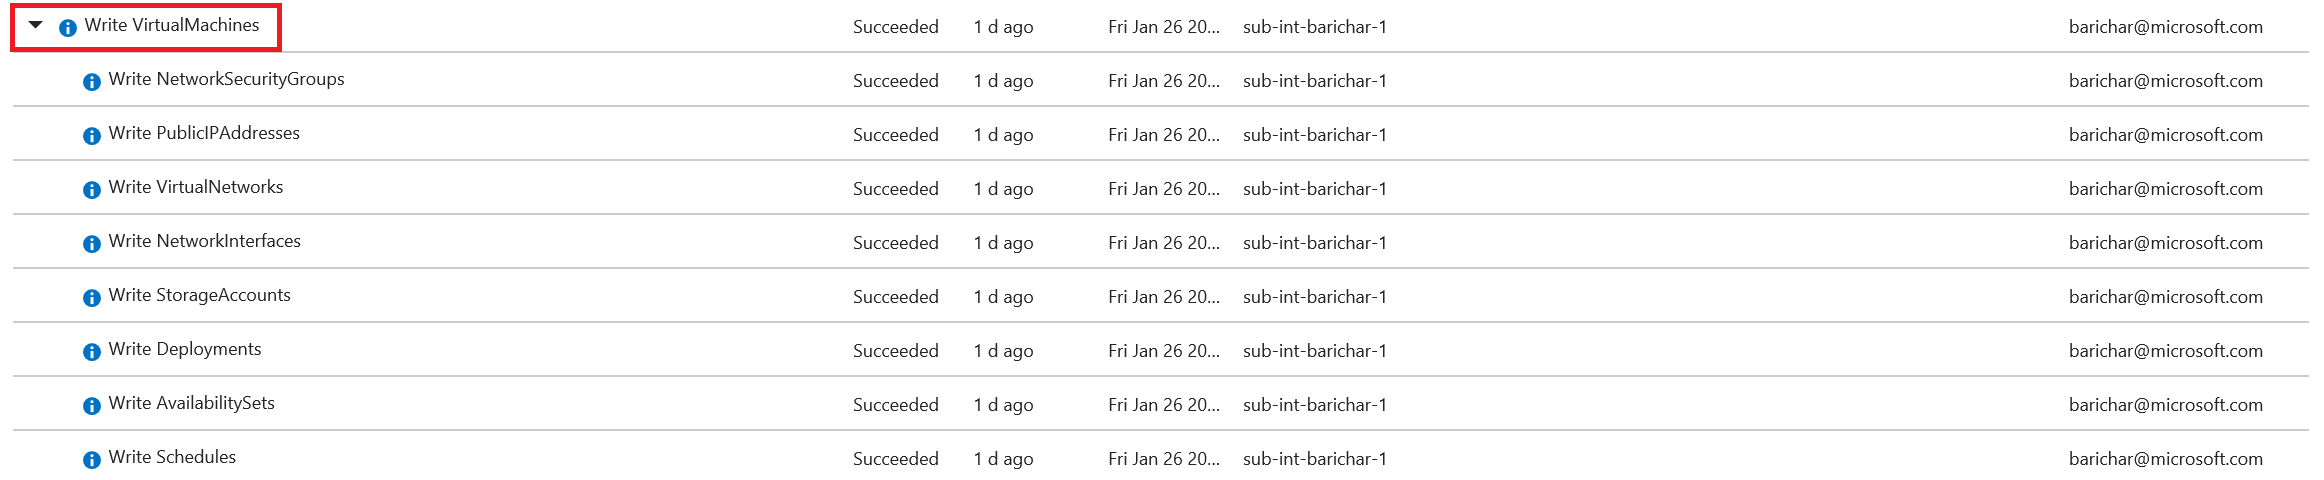 Write VirtualMachines Succeeded 1 d ago Fri Jan 26 20... sub-int-barichar-1 barichar@microsoft.com
Write NetworkSecurityGroups Succeeded 1 d ago Fri Jan 26 20... sub-int-barichar-1 barichar@microsoft.com
Write PublicIPAddresses Succeeded 1 d ago Fri Jan 26 20... sub-int-barichar-1 barichar@microsoft.com
Write VirtualNetworks Succeeded 1 d ago Fri Jan 26 20... sub-int-barichar-1 barichar@microsoft.com
Write NetworkInterfaces Succeeded 1 d ago Fri Jan 26 20... sub-int-barichar-1 barichar@microsoft.com
Write StorageAccounts Succeeded 1 d ago Fri Jan 26 20... sub-int-barichar-1 barichar@microsoft.com
Write Deployments Succeeded 1 d ago Fri Jan 26 20... sub-int-barichar-1 barichar@microsoft.com
Write AvailabilitySets Succeeded 1 d ago Fri Jan 26 20... sub-int-barichar-1 barichar@microsoft.com
Write Schedules Succeeded 1 d ago Fri Jan 26 20... sub-int-barichar-1 barichar@microsoft.com